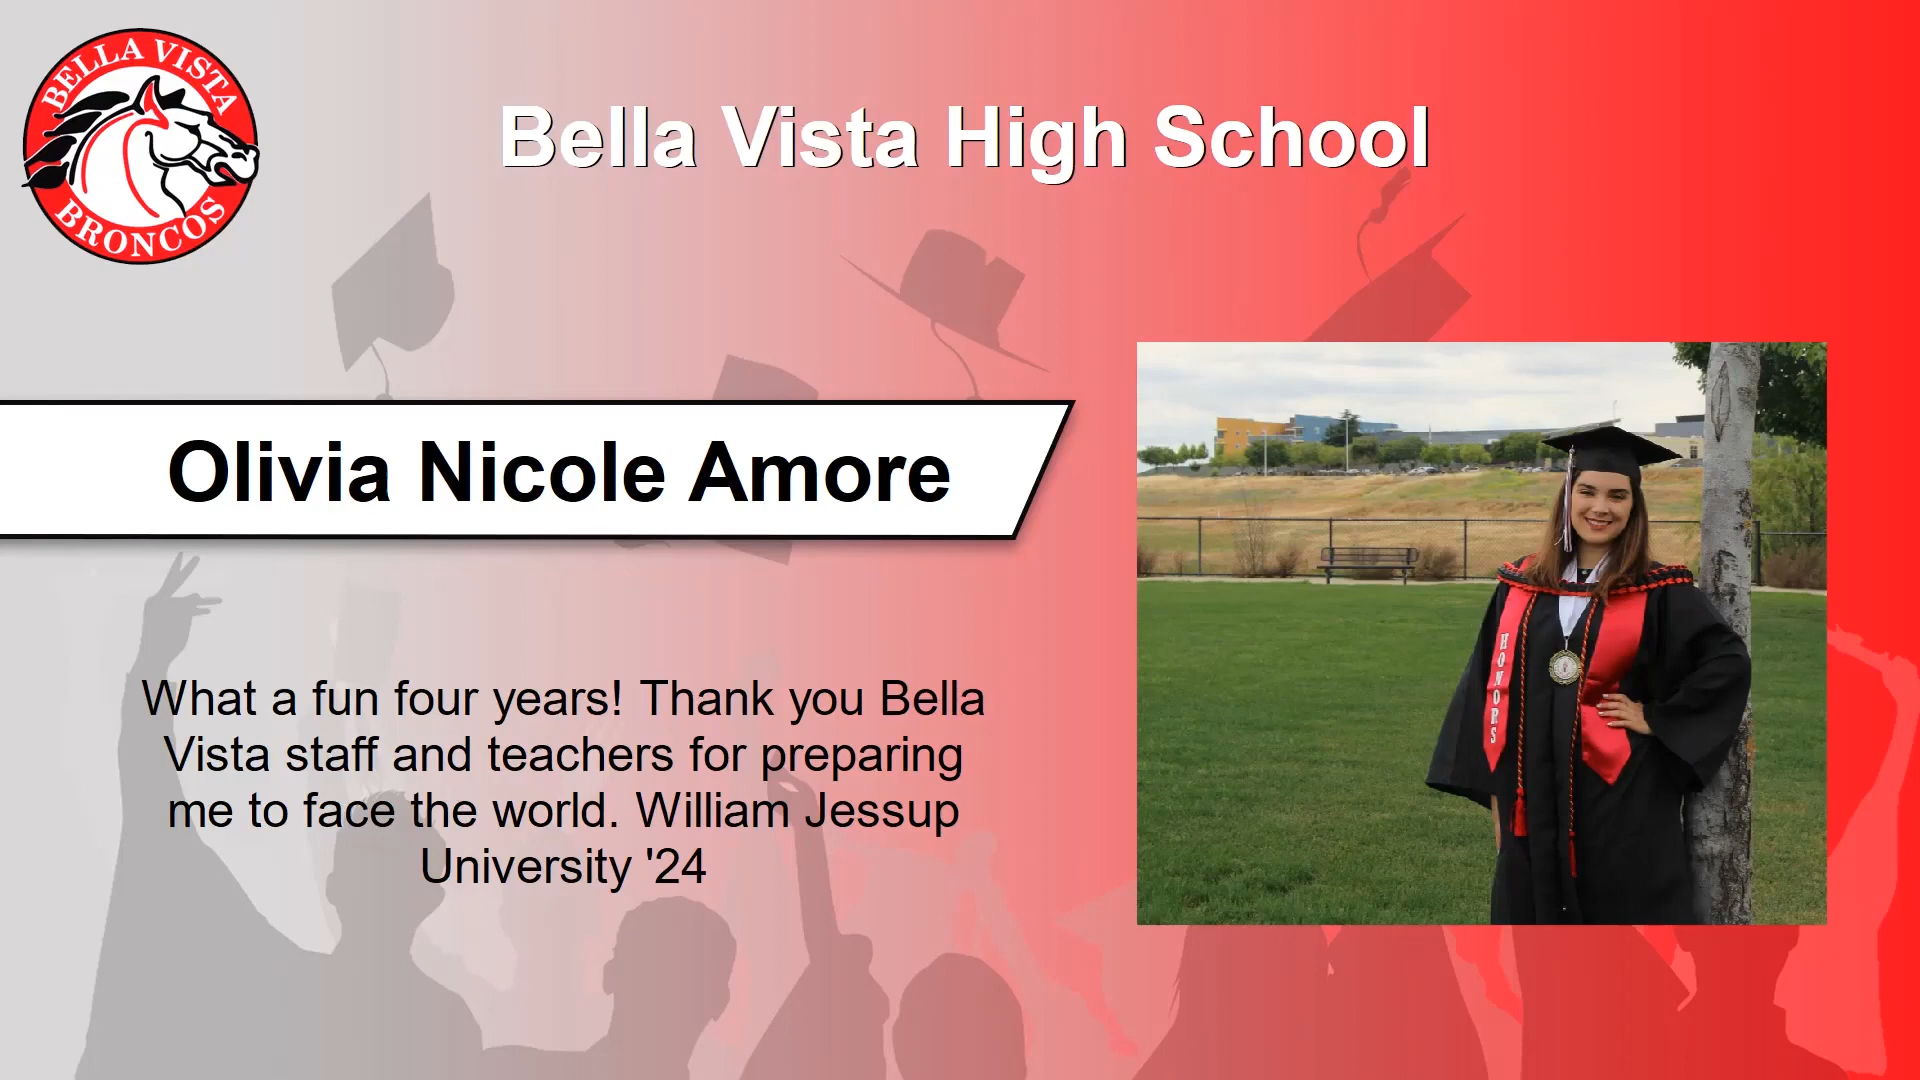 BELLA VISTA
BRONCOS
Bella Vista High School
Olivia Nicole Amore
What a fun four years! Thank you Bella
Vista staff and teachers for preparing
me to face the world. William Jessup
University '24
HONORS